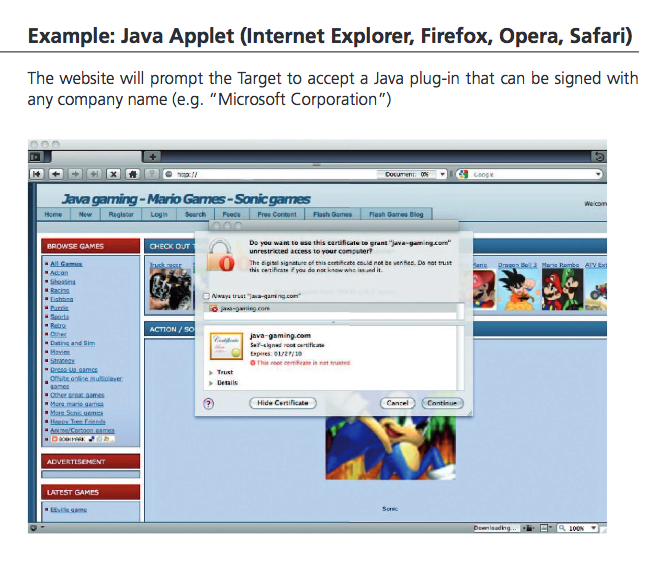 Example: Java Applet (Internet Explorer, Firefox, Opera, Safari)
The website will prompt the Target to accept a Java plug-in that can be signed with
any company name (e.g. “Microsoft Corporation”)
http://
Document: 0%
Google
Java gaming - Mario Games - Sonic games
Welcom
Home New Register Login Search Feeds Free Content Flash Games Flash Games Blog
BROWSE GAMES
CHECK OUT
All Games
Action
Shooting
Racing
Fighting
Puzzle
Sports
Retro
Other
Dating and Sim
Movies
Strategy
Dress Up games
Offsite online multiplayer
games
Other great games
More mario games
More Sonic games
Happy Tree Friends
Anime/Cartoon games
BOOKMARK
ADVERTISEMENT
LATEST GAMES
Truck racer
Dragon Ball 3 Mario Rambo ATV Ext
ACTION / SO
Do you want to use this certificate to grant "java-gaming.com"
unrestricted access to your computer?
The digital signature of this certificate could not be verified. Do not trust
this certificate if you do not know who issued it.
Always trust "java-gaming.com"
java-gaming.com
Certificate
java-gaming.com
Self-signed root certificate
Expires: 01/27/10
This root certificate is not trusted
Trust
Details
?
Hide Certificate
Cancel
Continue
Sonic
Downloading...
100%